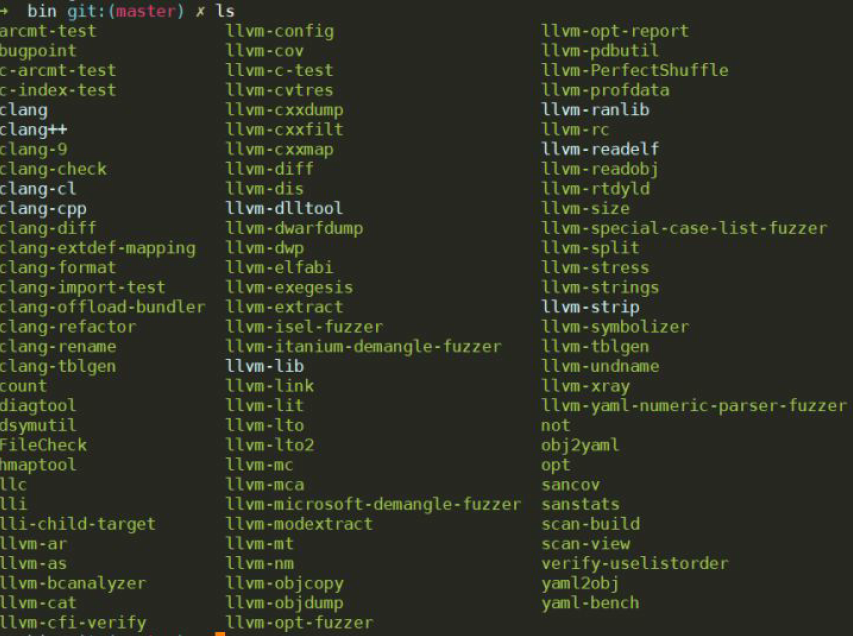 → bin git:(master) ✗ ls
arcmt-test llvm-config llvm-opt-report
bugpoint llvm-cov llvm-pdbutil
c-arcmt-test llvm-c-test llvm-PerfectShuffle
c-index-test llvm-cvtres llvm-profdata
clang llvm-cxxdump llvm-ranlib
clang++ llvm-cxxfilt llvm-rc
clang-9 llvm-cxxmap llvm-readelf
clang-check llvm-diff llvm-readobj
clang-cl llvm-dis llvm-rtdyld
clang-cpp llvm-dlltool llvm-size
clang-diff llvm-dwarfdump llvm-special-case-list-fuzzer
clang-extdef-mapping llvm-dwp llvm-split
clang-format llvm-elfabi llvm-stress
clang-import-test llvm-exegesis llvm-strings
clang-offload-bundler llvm-extract llvm-strip
clang-refactor llvm-isel-fuzzer llvm-symbolizer
clang-rename llvm-itanium-demangle-fuzzer llvm-tblgen
clang-tblgen llvm-lib llvm-undname
count llvm-link llvm-xray
diagtool llvm-lit llvm-yaml-numeric-parser-fuzzer
dsymutil llvm-lto not
FileCheck llvm-lto2 obj2yaml
hmaptool llvm-mc opt
llc llvm-mca sancov
lli llvm-microsoft-demangle-fuzzer sanstats
lli-child-target llvm-modextract scan-build
llvm-ar llvm-mt scan-view
llvm-as llvm-nm verify-uselistorder
llvm-bcanalyzer llvm-objcopy yaml2obj
llvm-cat llvm-objdump yaml-bench
llvm-cfi-verify llvm-opt-fuzzer